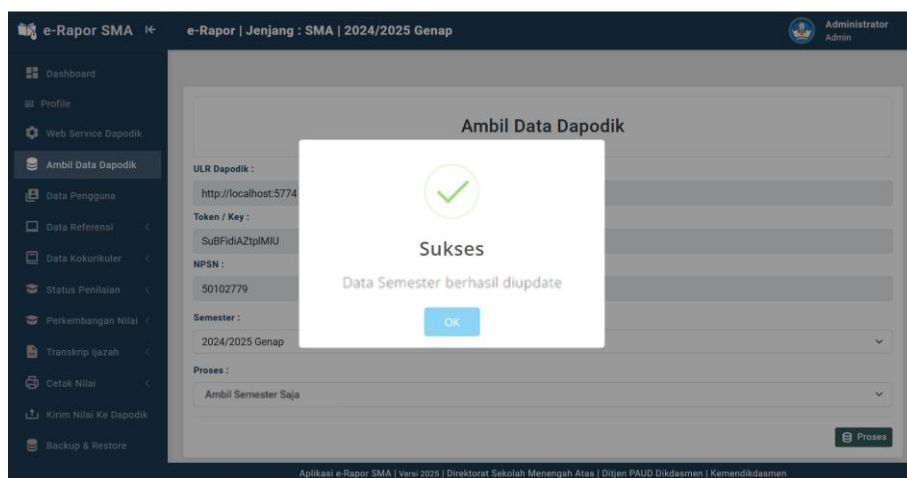 e-Rapor SMA
e-Rapor | Jenjang : SMA | 2024/2025 Genap
Administrator
Admin
Dashboard
Profile
Web Service Dapodik
Ambil Data Dapodik
Data Pengguna
Data Referensi
Data Kokurikuler
Status Penilaian
Perkembangan Nilai
Transkrip Ijazah
Cetak Nilai
Kirim Nilai Ke Dapodik
Backup & Restore
Ambil Data Dapodik
ULR Dapodik :
http://localhost:5774
Token / Key :
SuBFidiAZtplMIU
NPSN :
50102779
Semester :
2024/2025 Genap
Proses :
Ambil Semester Saja
Proses
Sukses
Data Semester berhasil diupdate
OK
Aplikasi e-Rapor SMA | Versi 2025 | Direktorat Sekolah Menengah Atas | Ditjen PAUD Dikdasmen | Kemendikdasmen